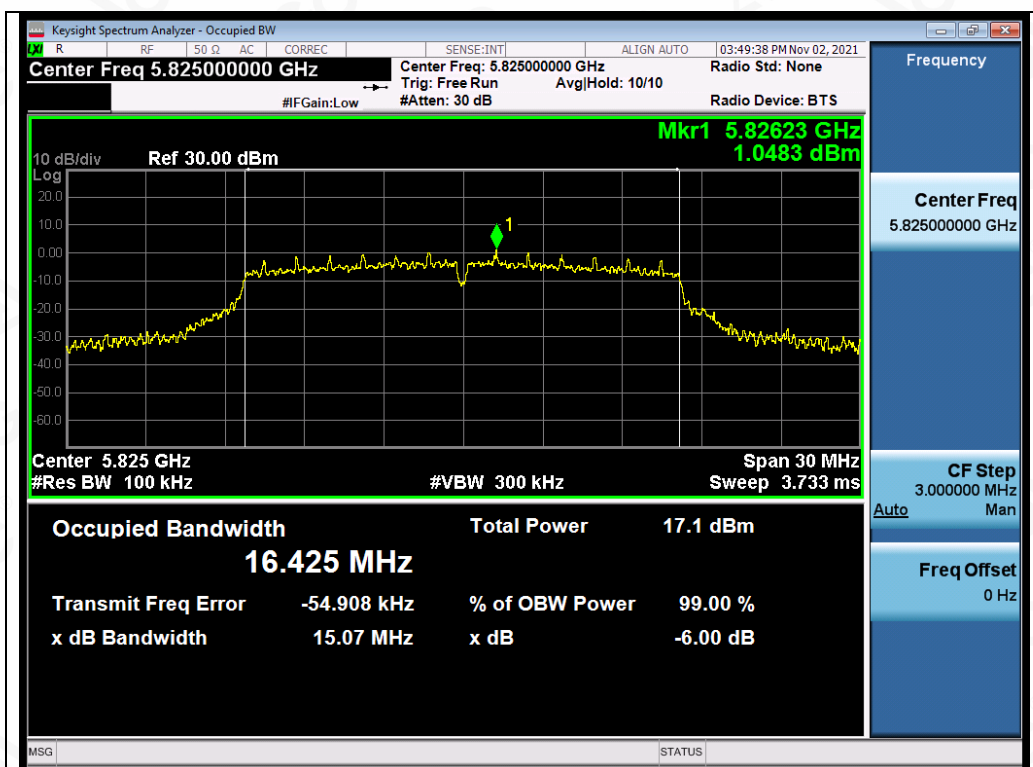 Keysight Spectrum Analyzer - Occupied BW
LXI R RF 50 Ω AC CORREC SENSE:INT ALIGN AUTO 03:49:38 PM Nov 02, 2021
Center Freq 5.825000000 GHz
Center Freq: 5.825000000 GHz
Radio Std: None
Trig: Free Run Avg|Hold: 10/10
#IFGain:Low
#Atten: 30 dB
Radio Device: BTS
Mkr1 5.82623 GHz
1.0483 dBm
10 dB/div Ref 30.00 dBm
Log
20.0
10.0
0.00
-10.0
-20.0
-30.0
-40.0
-50.0
-60.0
1
Center 5.825 GHz Span 30 MHz
#Res BW 100 kHz #VBW 300 kHz Sweep 3.733 ms
Occupied Bandwidth Total Power 17.1 dBm
16.425 MHz
Transmit Freq Error -54.908 kHz % of OBW Power 99.00 %
x dB Bandwidth 15.07 MHz x dB -6.00 dB
MSG STATUS
Frequency
Center Freq
5.825000000 GHz
CF Step
3.000000 MHz
Auto Man
Freq Offset
0 Hz